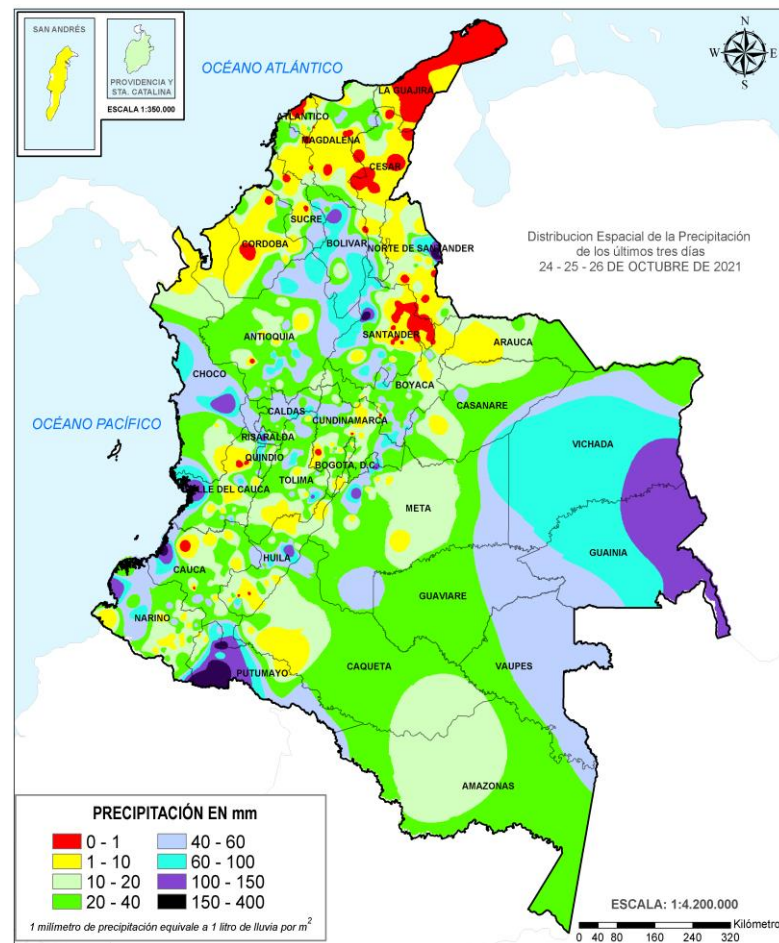 SAN ANDRÉS
PROVIDENCIA Y
STA. CATALINA
ESCALA 1:350.000
OCÉANO ATLÁNTICO
N
W
E
S
LA GUAJIRA
ATLANTICO
MAGDALENA
CESAR
SUCRE
CORDOBA
BOLIVAR
NORTE DE SANTANDER
Distribucion Espacial de la Precipitación
de los últimos tres días
24 - 25 - 26 DE OCTUBRE DE 2021
ANTIOQUIA
SANTANDER
ARAUCA
CHOCO
BOYACA
CASANARE
OCÉANO PACÍFICO
CALDAS
CUNDINAMARCA
RISARALDA
VICHADA
QUINDIO
BOGOTA, D.C.
TOLIMA
LLE DEL CAUCA
META
GUAINIA
CAUCA
HUILA
GUAVIARE
NARINO
CAQUETA
VAUPES
PUTUMAYO
AMAZONAS
PRECIPITACIÓN EN mm
0 - 1
40 - 60
1 - 10
60 - 100
10 - 20
100 - 150
20 - 40
150 - 400
1 milímetro de precipitación equivale a 1 litro de lluvia por m2
ESCALA: 1:4.200.000
Kilómetro
0 40 80 160 240 320